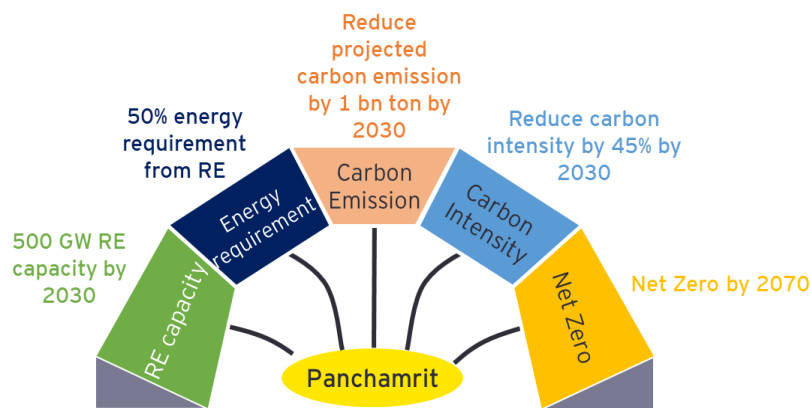 500 GW RE
capacity by
2030
50% energy
requirement
from RE
Reduce
projected
carbon emission
by 1 bn ton by
2030
Reduce carbon
intensity by 45% by
2030
Net Zero by 2070
RE capacity
Energy
requirement
Carbon
Emission
Carbon
Intensity
Net Zero
Panchamrit